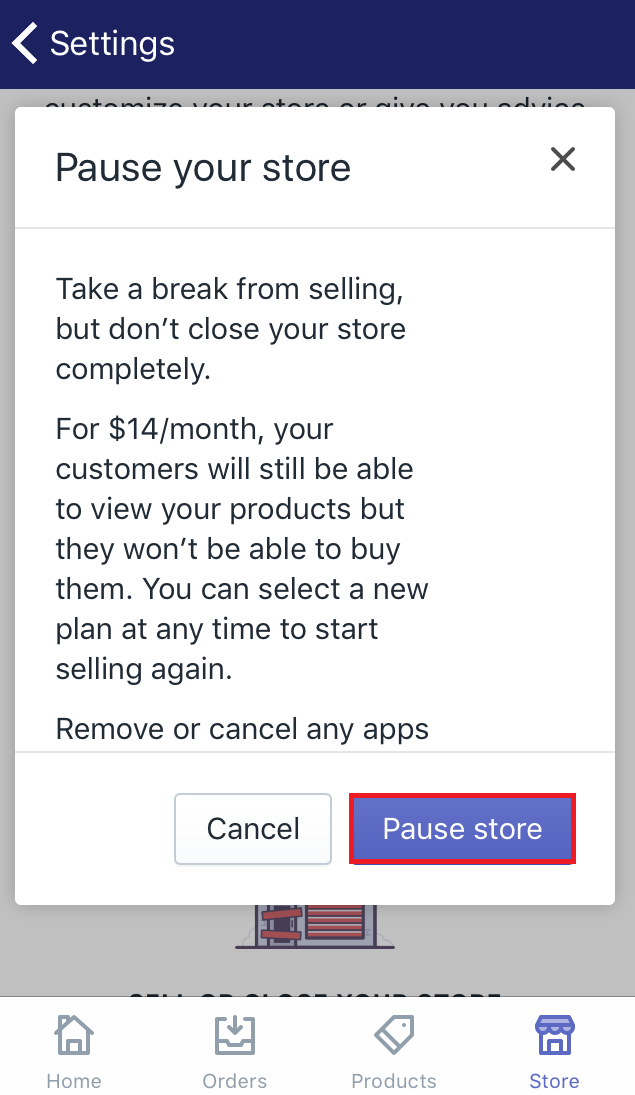 Settings
customize your store or give you advice
Pause your store
Take a break from selling,
but don’t close your store
completely.
For $14/month, your
customers will still be able
to view your products but
they won’t be able to buy
them. You can select a new
plan at any time to start
selling again.
Remove or cancel any apps
Cancel
Pause store
SELL OR CLOSE YOUR STORE
Home
Orders
Products
Store